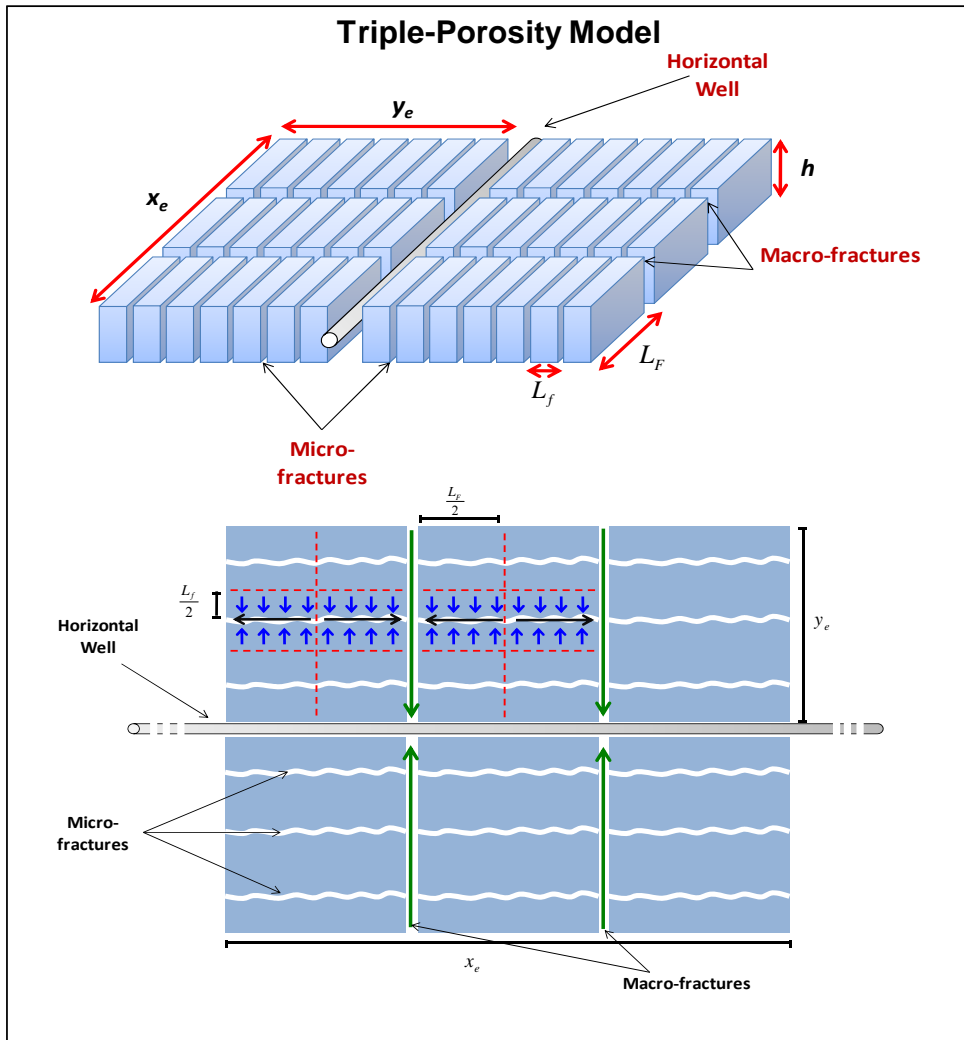 Triple-Porosity Model
Horizontal
Well
y_e
x_e
h
Macro-fractures
L_F
L_f
Micro-
fractures
L_F
2
L_f
2
y_e
Horizontal
Well
Micro-
fractures
x_e
Macro-fractures